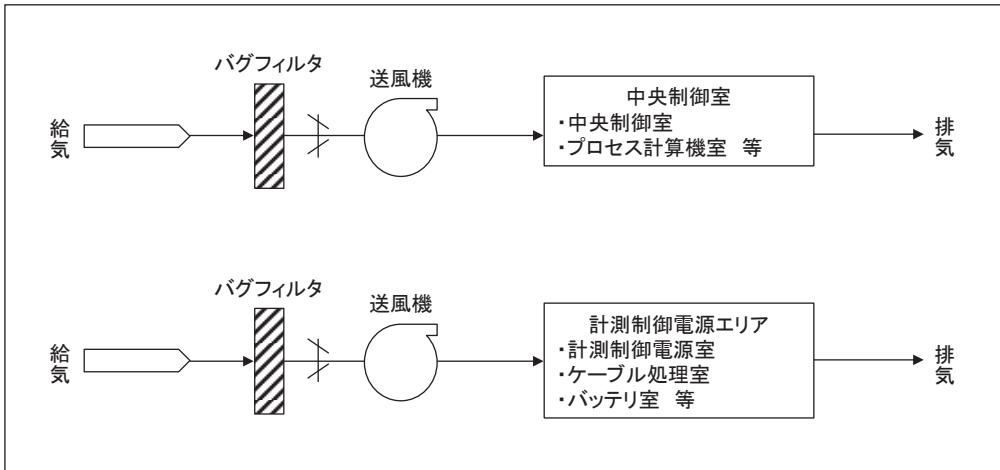 バグフィルタ
送風機
給気
中央制御室
・中央制御室
・プロセス計算機室 等
排気
バグフィルタ
送風機
給気
計測制御電源エリア
・計測制御電源室
・ケーブル処理室
・バッテリ室 等
排気